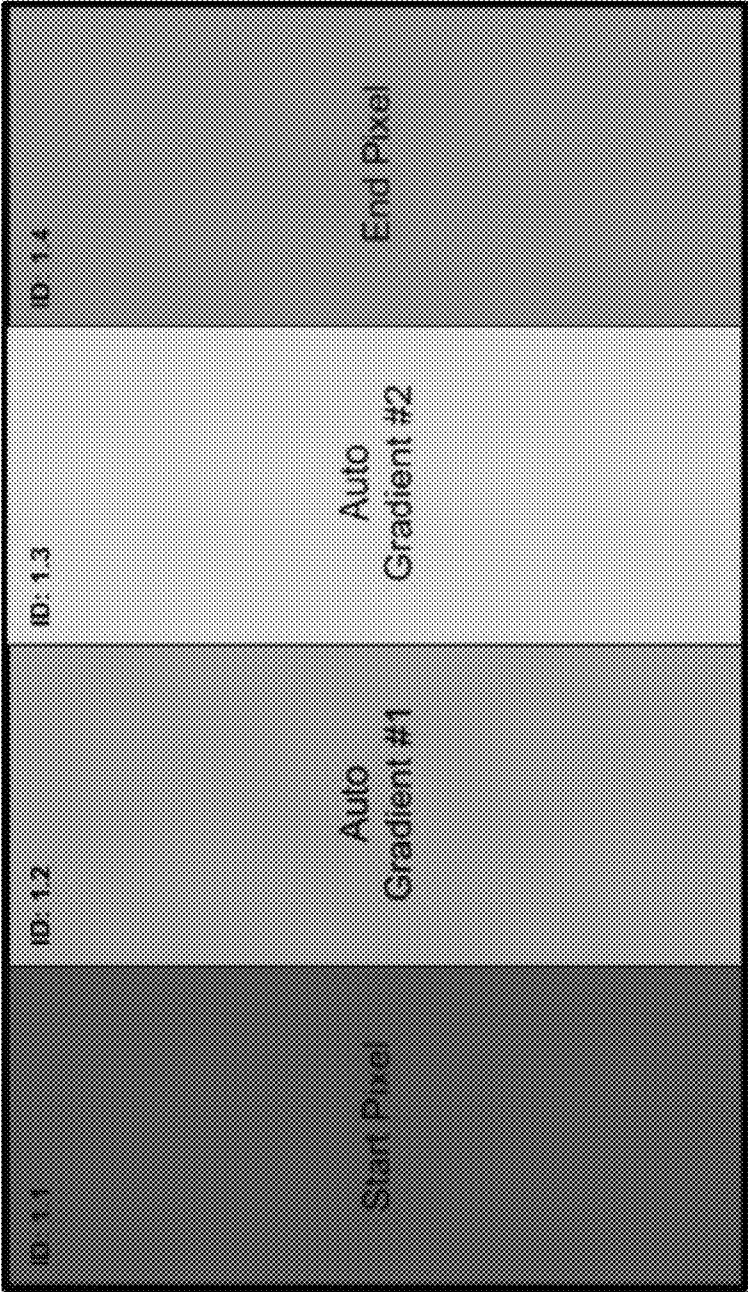 ID: 1.1
Start Pixel
ID: 1.2
Auto
Gradient #1
ID: 1.3
Auto
Gradient #2
ID: 1.4
End Pixel